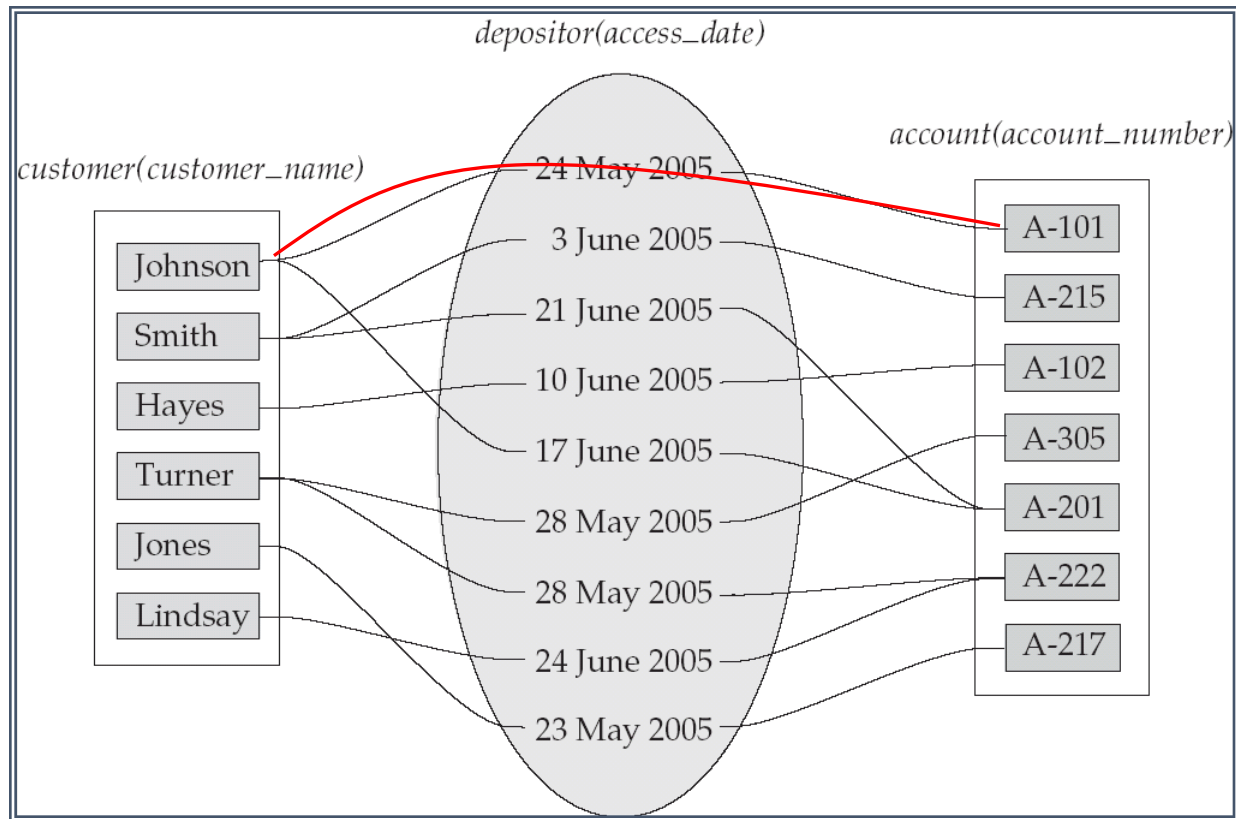 depositor(access_date)
customer(customer_name)
account(account_number)
Johnson
Smith
Hayes
Turner
Jones
Lindsay
24 May 2005
3 June 2005
21 June 2005
10 June 2005
17 June 2005
28 May 2005
28 May 2005
24 June 2005
23 May 2005
A-101
A-215
A-102
A-305
A-201
A-222
A-217